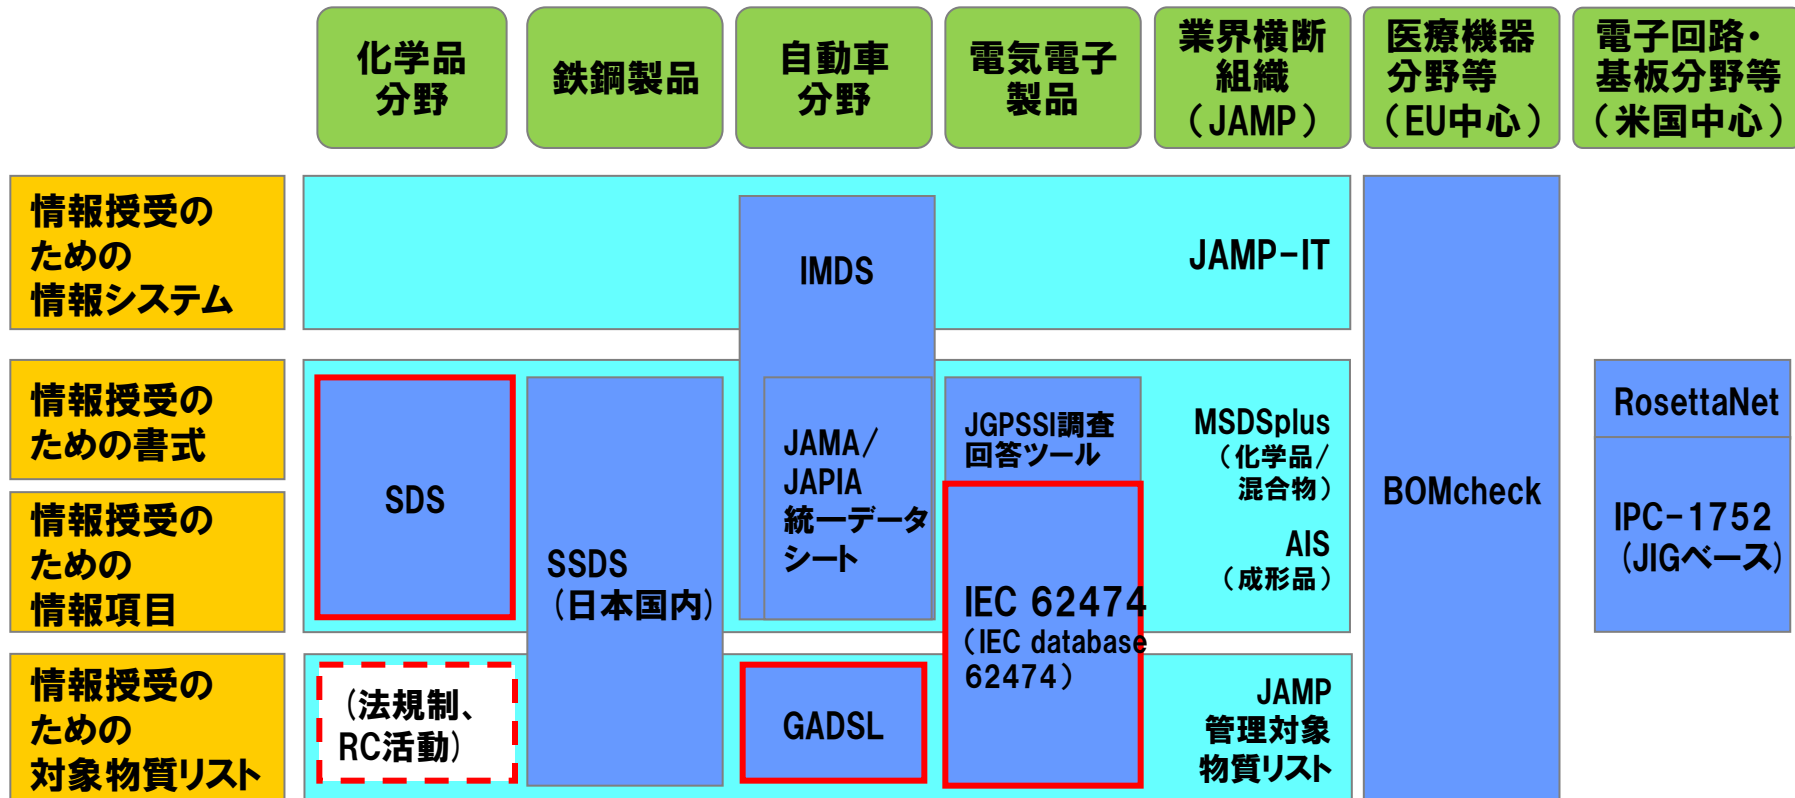 化学品
分野
鉄鋼製品
自動車
分野
電気電子
製品
業界横断
組織
（JAMP）
医療機器
分野等
（EU中心）
電子回路・
基板分野等
（米国中心）
情報授受の
ための
情報システム
IMDS
JAMP-IT
情報授受の
ための書式
情報授受の
ための
情報項目
SDS
SSDS
（日本国内）
JAMA/
JAPIA
統一データ
シート
JGPSSI調査
回答ツール
IEC 62474
（IEC database
62474）
MSDSplus
（化学品/
混合物）
AIS
（成形品）
BOMcheck
RosettaNet
IPC-1752
（JIGベース）
情報授受の
ための
対象物質リスト
（法規制、
RC活動）
GADSL
JAMP
管理対象
物質リスト